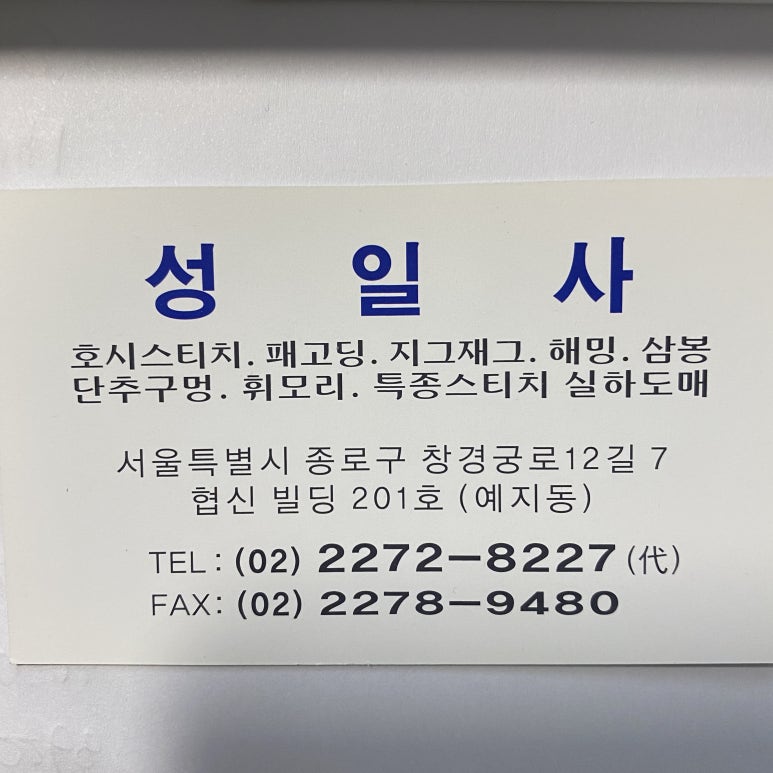 성 일 사
호시스티치. 패고딩. 지그재그. 해밍. 삼봉
단추구멍. 휘모리. 특종스티치 실하도매
서울특별시 종로구 창경궁로12길 7
협신 빌딩 201호 (예지동)
TEL : (02) 2272-8227 (代)
FAX: (02) 2278-9480